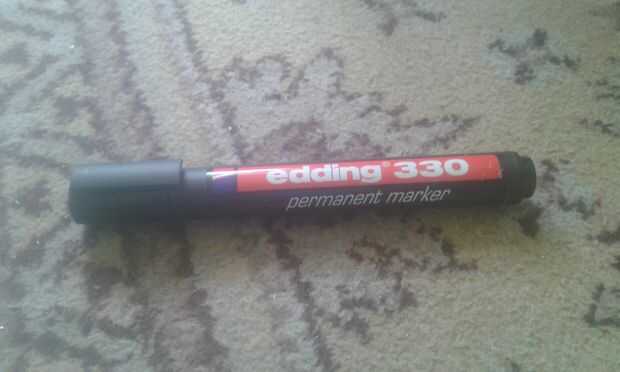 edding® 330
permanent marker